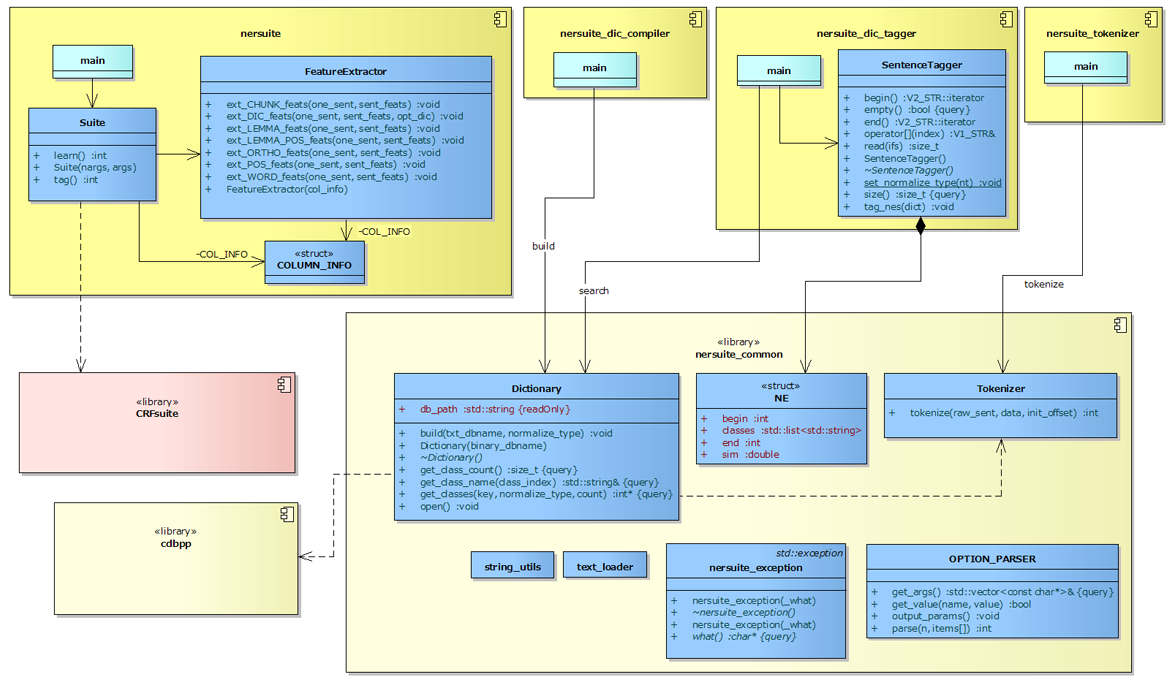 nersuite
main
Suite
+ learn() :int
+ Suite(nargs, args)
+ tag() :int
FeatureExtractor
+ ext_CHUNK_feats(one_sent, sent_feats) :void
+ ext_DIC_feats(one_sent, sent_feats, opt_dic) :void
+ ext_LEMMA_feats(one_sent, sent_feats) :void
+ ext_LEMMA_POS_feats(one_sent, sent_feats) :void
+ ext_ORTHO_feats(one_sent, sent_feats) :void
+ ext_POS_feats(one_sent, sent_feats) :void
+ ext_WORD_feats(one_sent, sent_feats) :void
+ FeatureExtractor(col_info)
-COL_INFO
-COL_INFO
«struct»
COLUMN_INFO
nersuite_dic_compiler
main
build
nersuite_dic_tagger
main
search
SentenceTagger
+ begin() :V2_STR::iterator
+ empty() :bool {query}
+ end() :V2_STR::iterator
+ operator[](index) :V1_STR&
+ read(ifs) :size_t
+ SentenceTagger()
+ ~SentenceTagger()
+ set_normalize_type(nt) :void
+ size() :size_t {query}
+ tag_nes(dict) :void
nersuite_tokenizer
main
tokenize
«library»
CRFsuite
«library»
cdbpp
«library»
nersuite_common
Dictionary
+ db_path :std::string {readOnly}
+ build(txt_dbname, normalize_type) :void
+ Dictionary(binary_dbname)
+ ~Dictionary()
+ get_class_count() :size_t {query}
+ get_class_name(class_index) :std::string& {query}
+ get_classes(key, normalize_type, count) :int* {query}
+ open() :void
«struct»
NE
+ begin :int
+ classes :std::list<std::string>
+ end :int
+ sim :double
Tokenizer
+ tokenize(raw_sent, data, init_offset) :int
string_utils
text_loader
std::exception
nersuite_exception
+ nersuite_exception(_what)
+ ~nersuite_exception()
+ nersuite_exception(_what)
+ what() :char* {query}
OPTION_PARSER
+ get_args() :std::vector<const char*>& {query}
+ get_value(name, value) :bool
+ output_params() :void
+ parse(n, items[]) :int